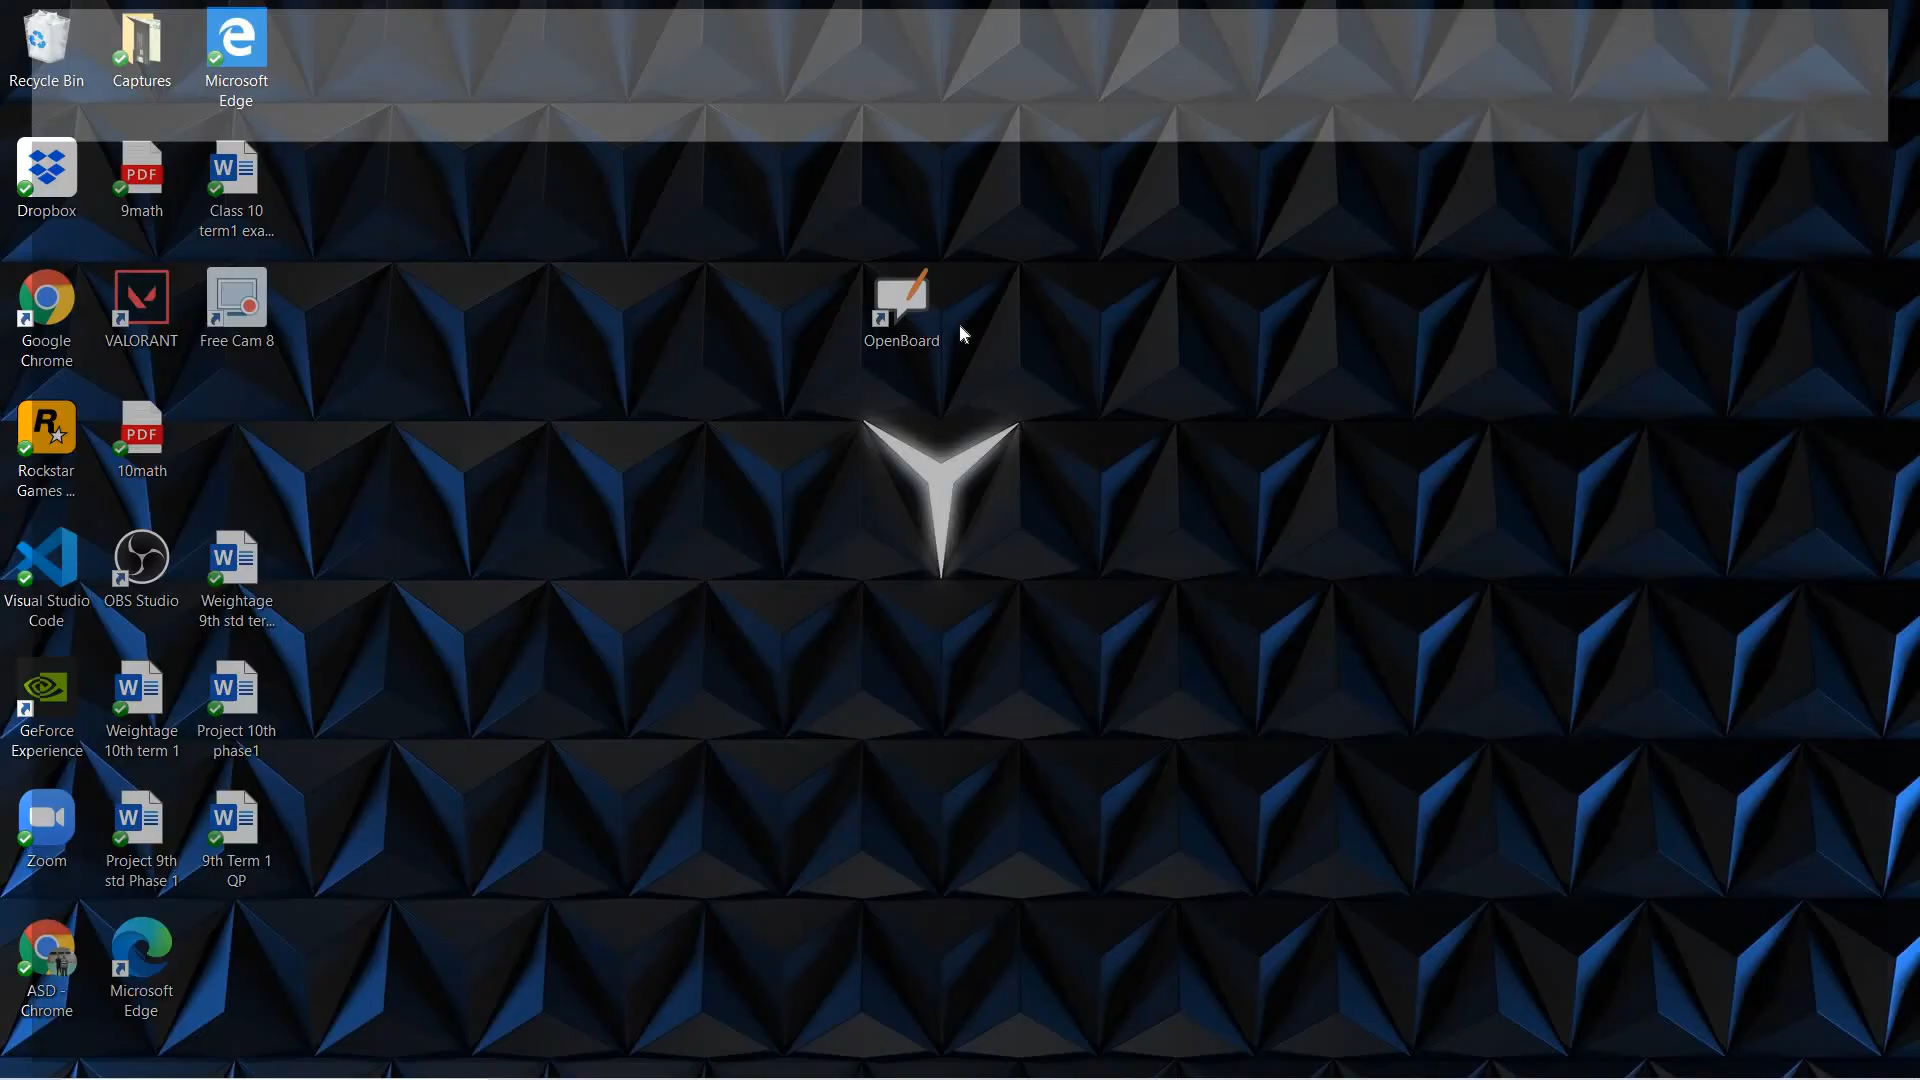 Recycle Bin
Captures
Microsoft
Edge
Dropbox
PDF
9math
W
Class 10
term1 exa...
Google
Chrome
VALORANT
Free Cam 8
OpenBoard
R
Rockstar
Games ...
PDF
10math
Visual Studio
Code
OBS Studio
W
Weightage
9th std ter...
GeForce
Experience
W
Weightage
10th term 1
W
Project 10th
phase1
Zoom
W
Project 9th
std Phase 1
W
9th Term 1
QP
ASD -
Chrome
Microsoft
Edge